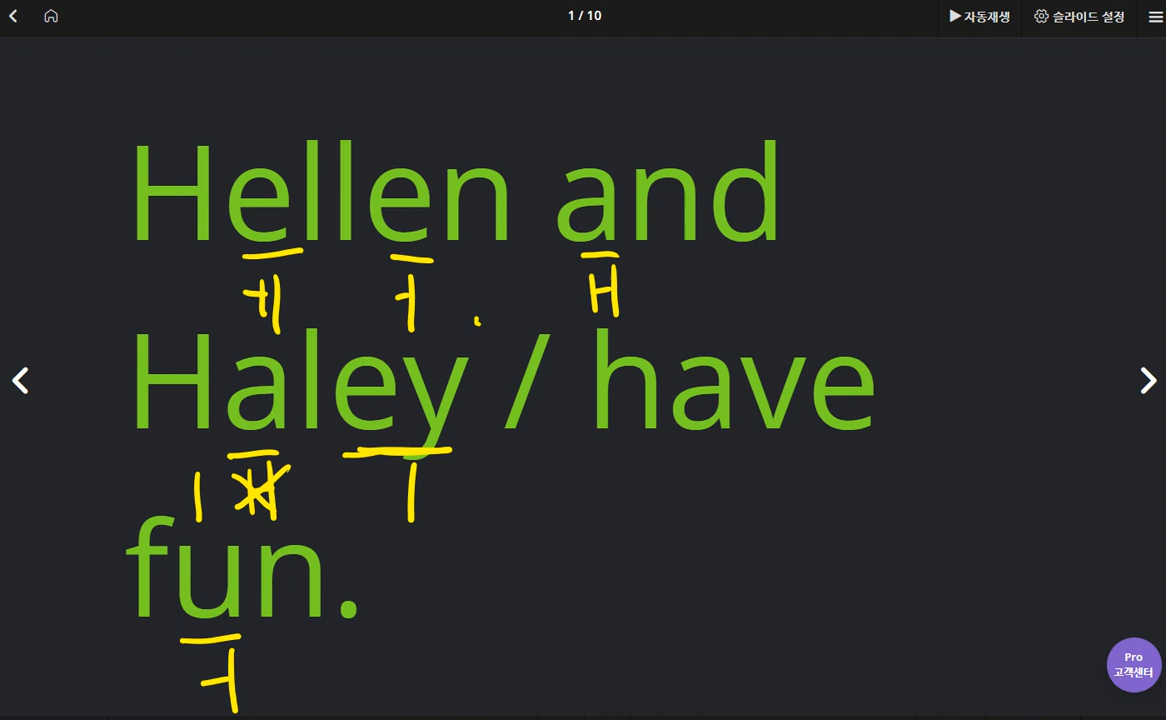 1 / 10
▶ 자동재생
슬라이드 설정
Hellen and
ㅔ ㅓ ㅐ
Haley / have
ㅣ ㅣ
fun.
ㅓ
Pro
고객센터